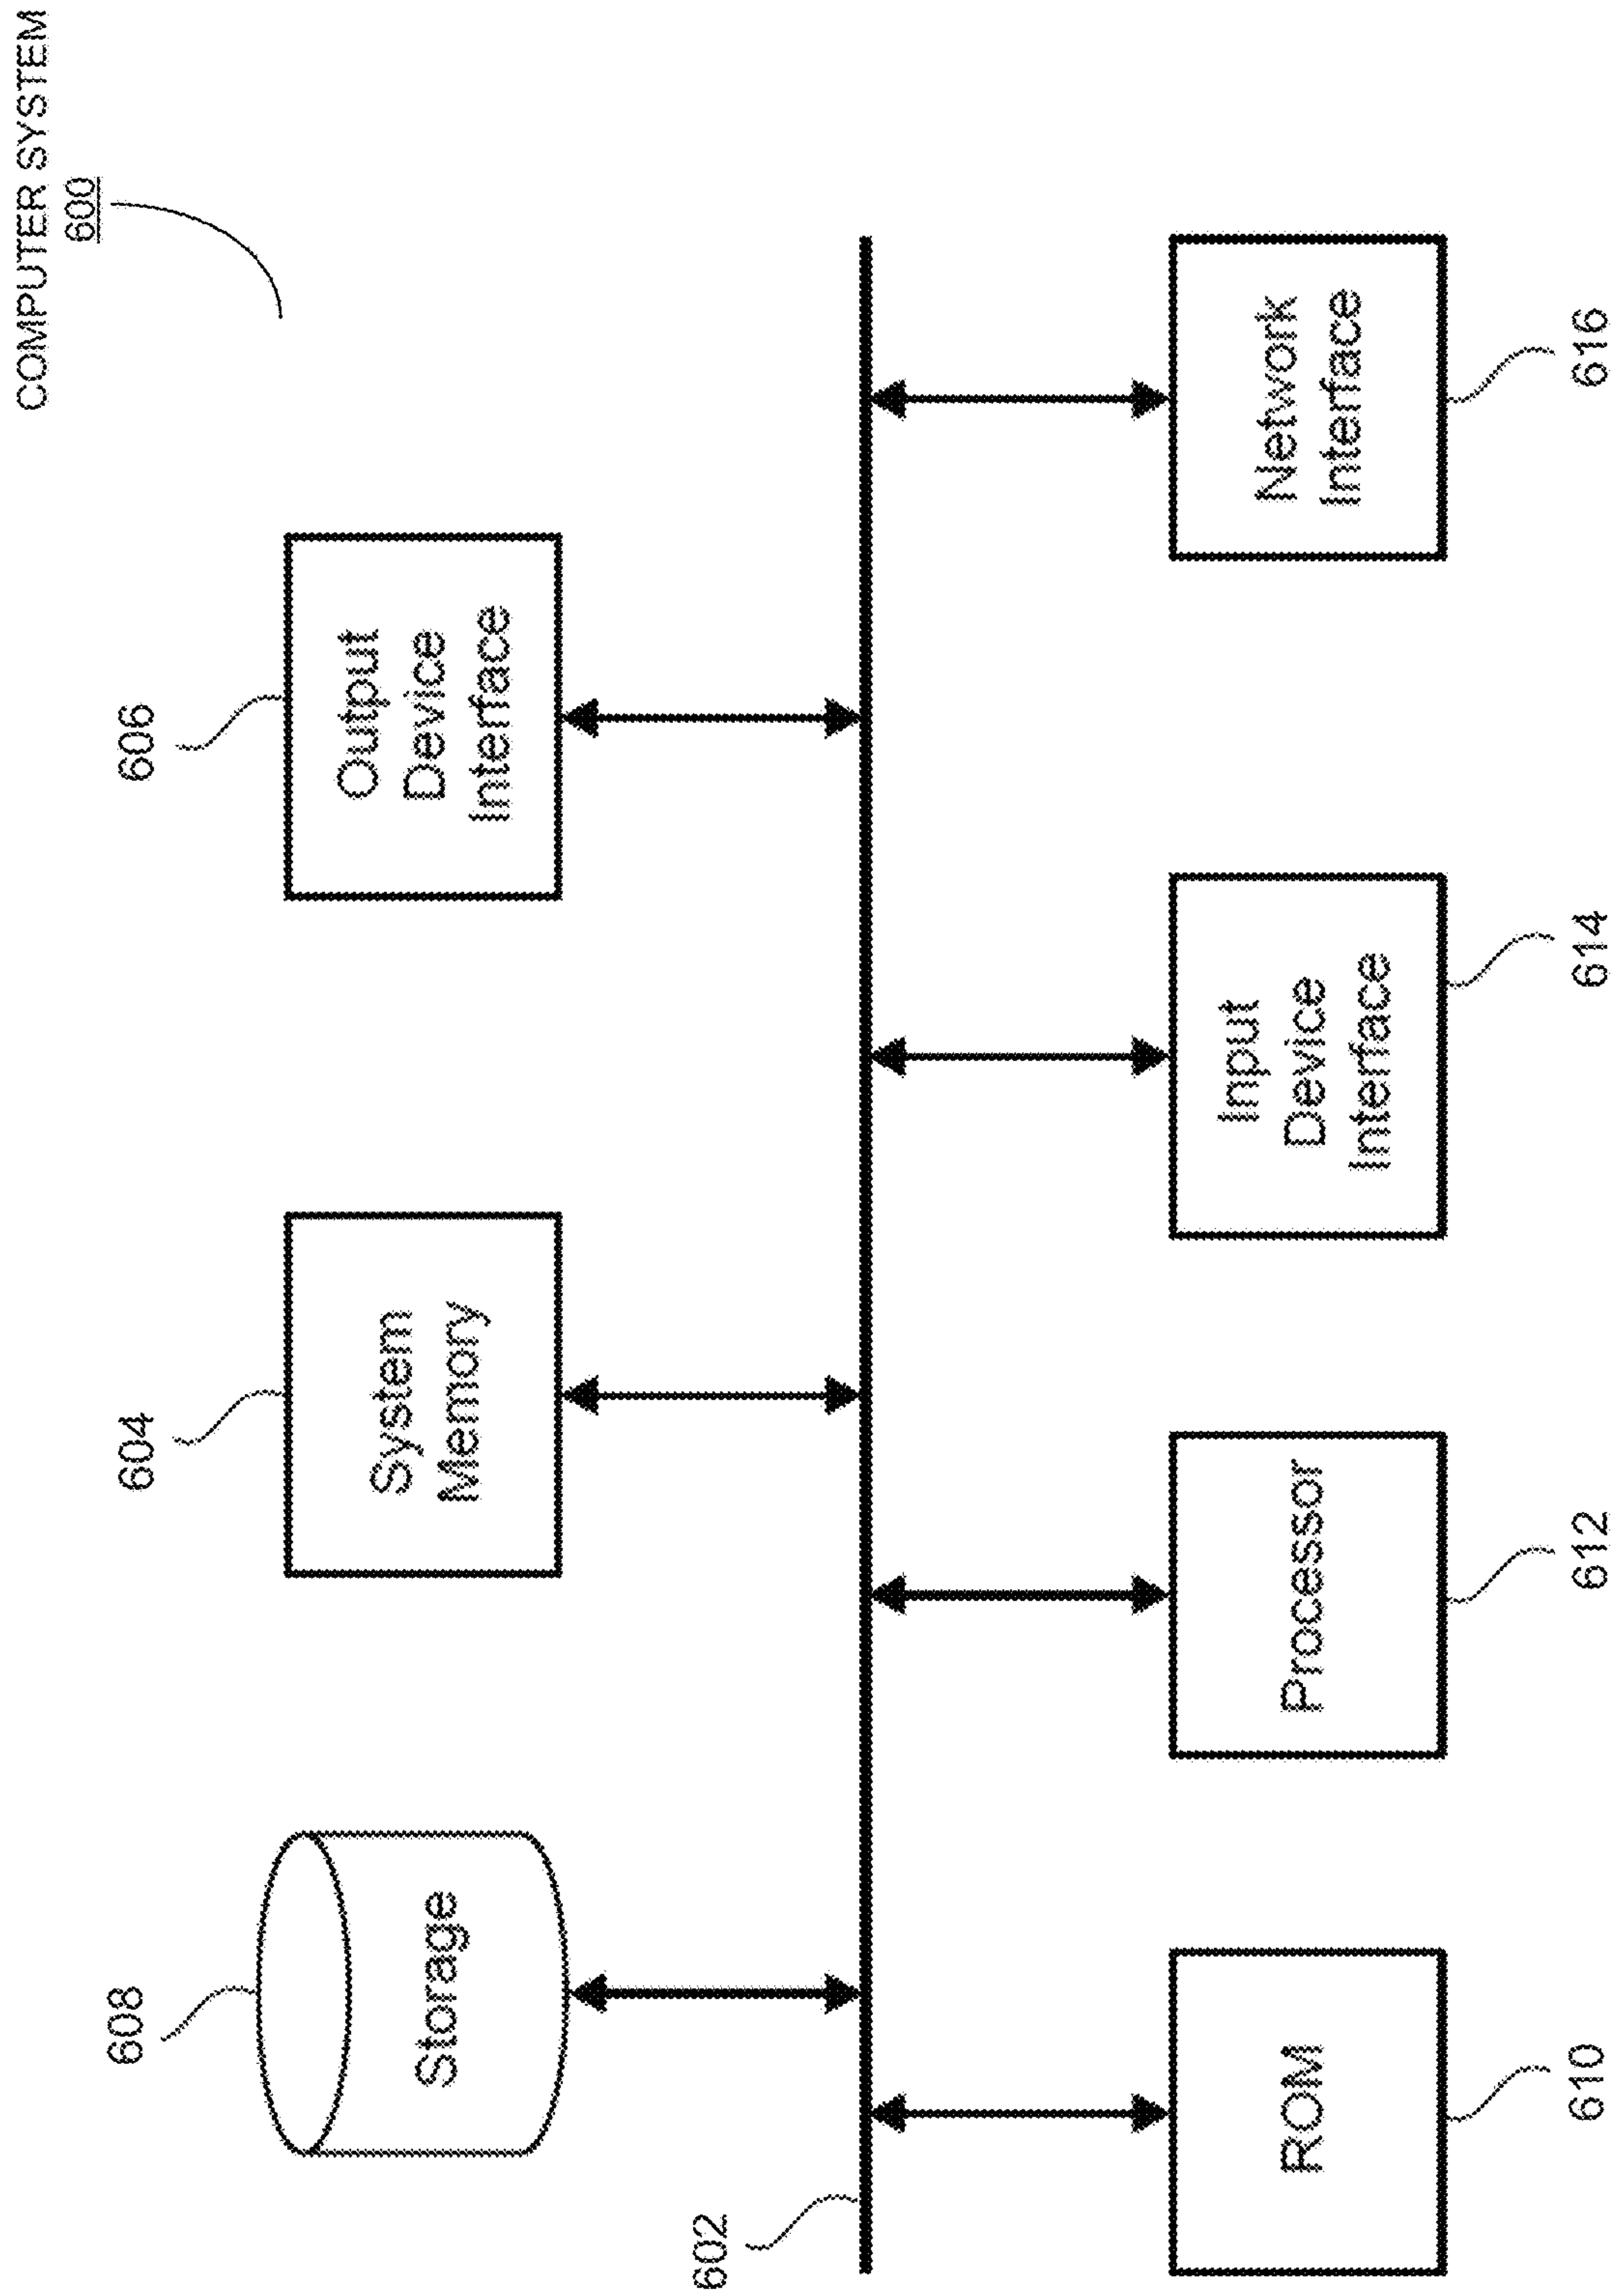 COMPUTER SYSTEM
600
608
604
606
Storage
System
Memory
Output
Device
Interface
602
ROM
Processor
Input
Device
Interface
Network
Interface
610
612
614
616